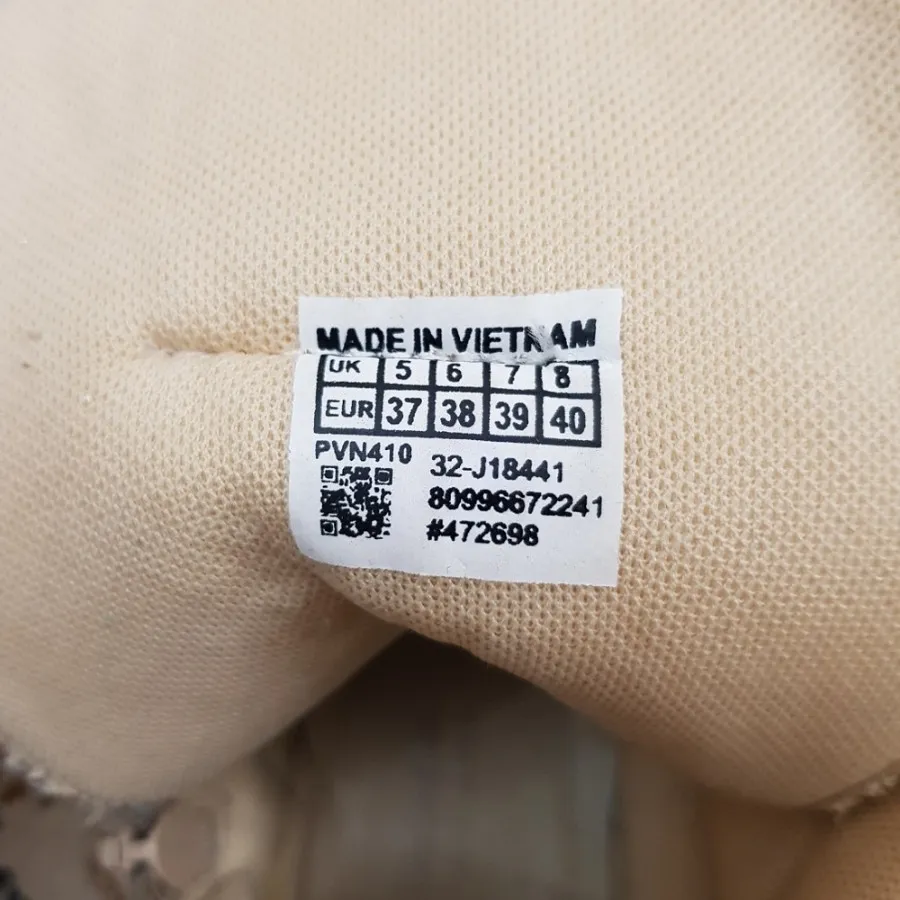 MADE IN VIETNAM
UK 5 6 7 8
EUR 37 38 39 40
PVN410
32-J18441
80996672241
#472698